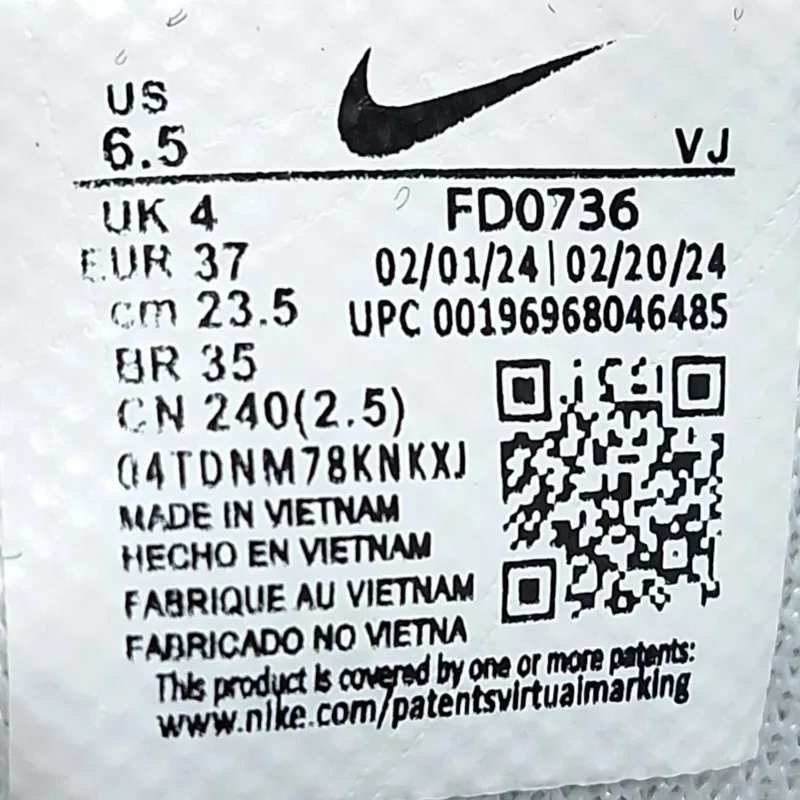 US
6.5
VJ
UK 4
FD0736
EUR 37
02/01/24 | 02/20/24
cm 23.5
UPC 00196968046485
BR 35
CN 240(2.5)
04TDNM78KNKXJ
MADE IN VIETNAM
HECHO EN VIETNAM
FABRIQUE AU VIETNAM
FABRICADO NO VIETNA
This product is covered by one or more patents:
www.nike.com/patentsvirtualmarking